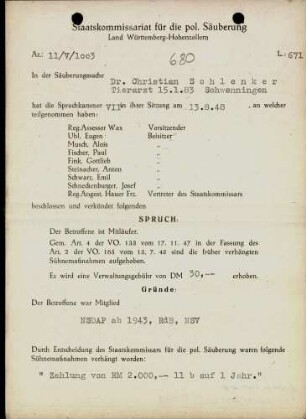 Staatskommissariat für die pol. Säuberung
Land Württemberg-Hohenzollern
Az.: 11/V/1003
680
L. 671
In der Säuberungssache
Dr. Christian Schlenker
Tierarzt 15.1.83 Schwenningen
hat die Spruchkammer VII in ihrer Sitzung am 13.8.48 , an welcher
teilgenommen haben:
Reg.Assessor Wax Vorsitzender
Ubl, Eugen Beisitzer
Musch, Alois "
Fischer, Paul "
Fink, Gottlieb "
Steinacher, Anton "
Schwarz, Emil "
Schneckenburger, Josef "
Reg.Angest. Hauer Frz. Vertreter des Staatskommissars
beschlossen und verkündet folgenden
SPRUCH:
Der Betroffene ist Mitläufer.
Gem. Art. 4 der VO. 133 vom 17. 11. 47 in der Fassung des
Art. 2 der VO. 165 vom 13. 7. 48 sind die früher verhängten
Sühnemaßnahmen aufgehoben.
Es wird eine Verwaltungsgebühr von DM 30,-- erhoben.
Gründe:
Der Betroffene war Mitglied
NSDAP ab 1943, RdB, NSV
Durch Entscheidung des Staatskommissars für die pol. Säuberung waren folgende
Sühnemaßnahmen verhängt worden:
" Zahlung von RM 2.000,-- 11 b auf 1 Jahr."